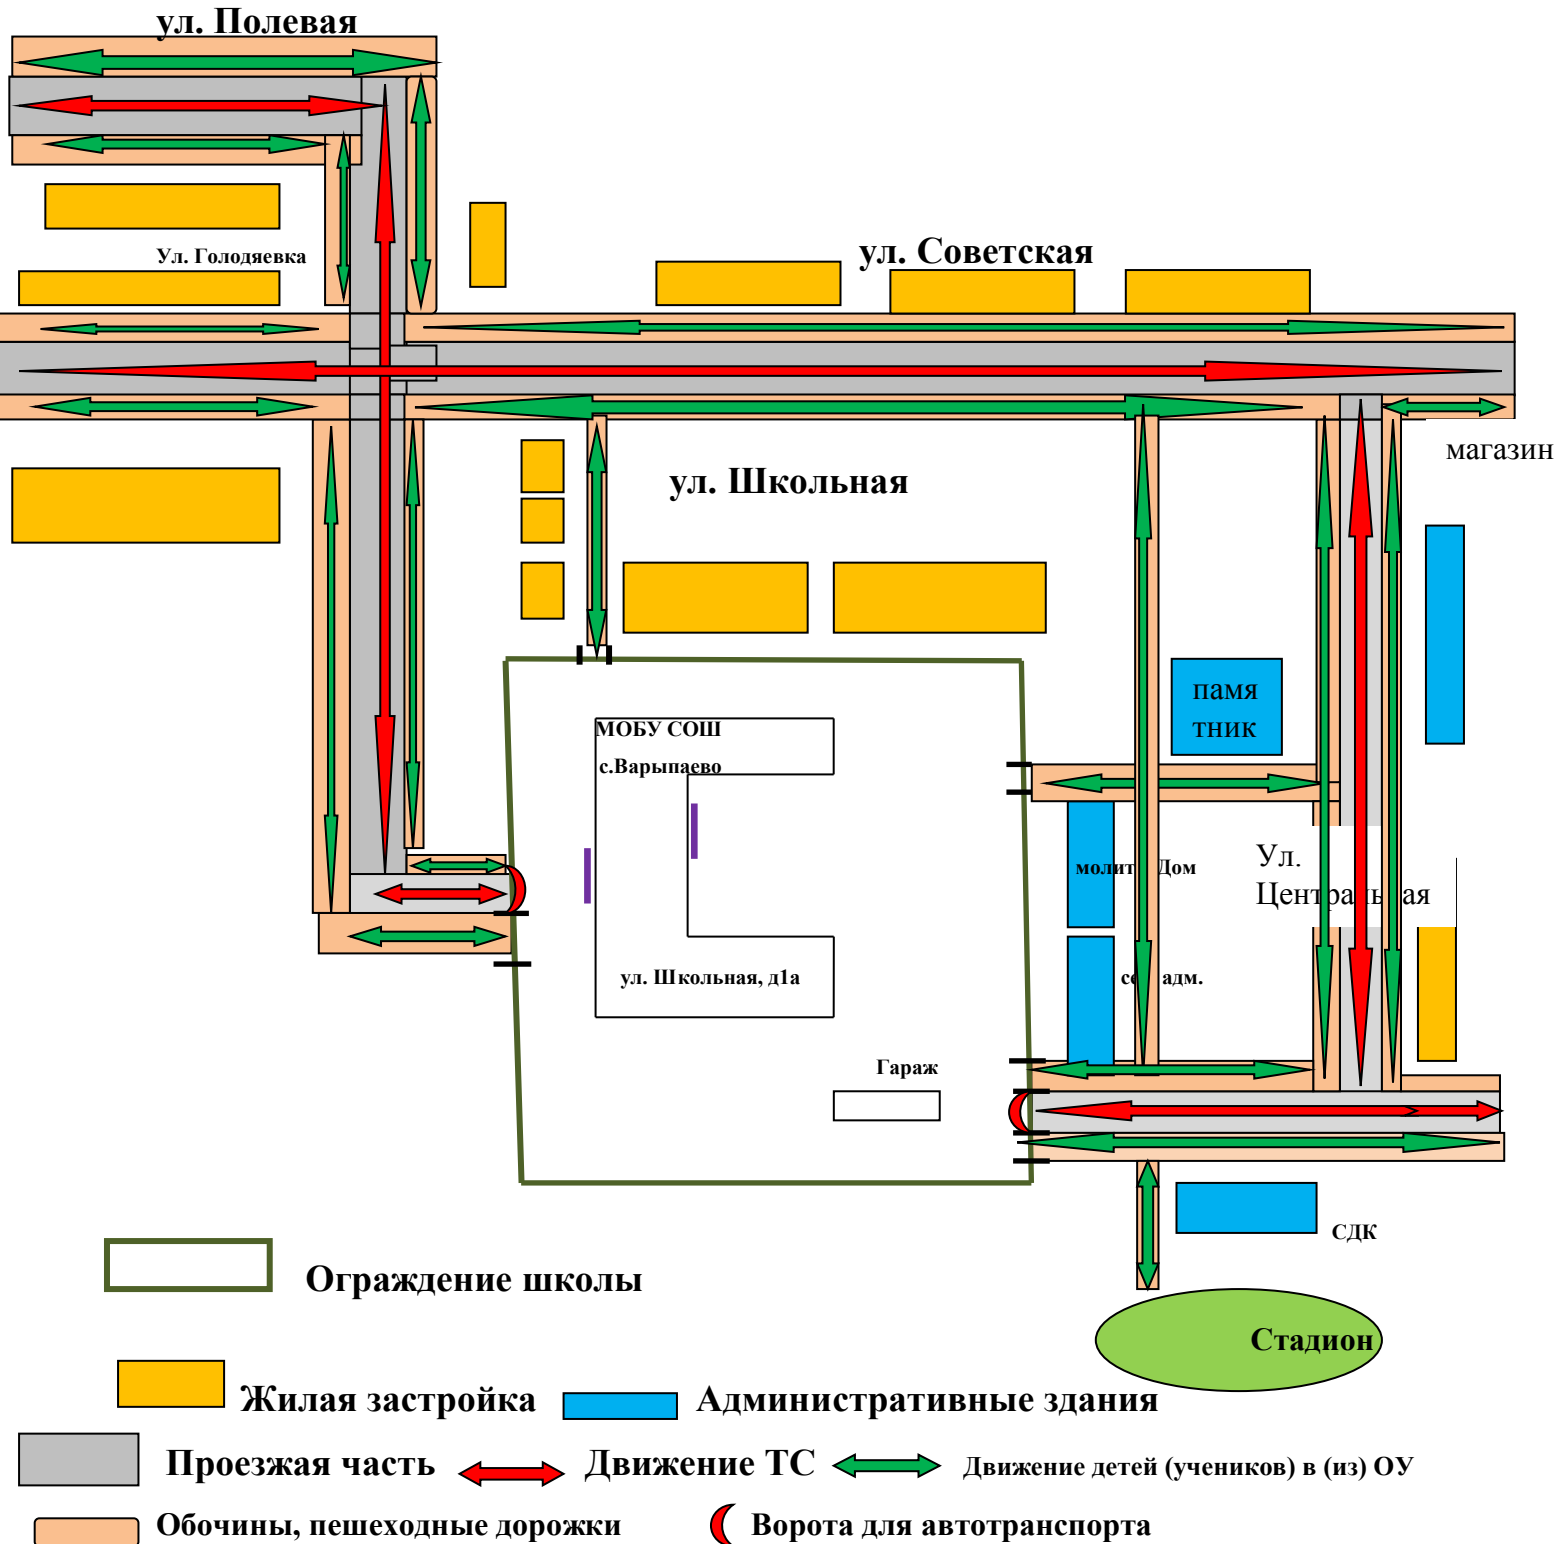 ул. Полевая
Ул. Голодяевка
ул. Советская
магазин
ул. Школьная
памя
тник
МОБУ СОШ
с.Варыпаево
Ул.
Центральная
молит Дом
ул. Школьная, д1а
адм.
Гараж
СДК
Ограждение школы
Стадион
Жилая застройка
Административные здания
Проезжая часть
Движение ТС
Движение детей (учеников) в (из) ОУ
Обочины, пешеходные дорожки
Ворота для автотранспорта